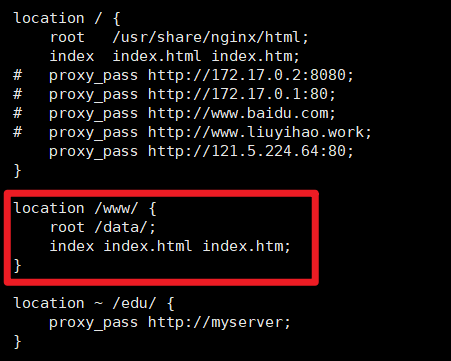 location / {
    root   /usr/share/nginx/html;
    index  index.html index.htm;
#   proxy_pass http://172.17.0.2:8080;
#   proxy_pass http://172.17.0.1:80;
#   proxy_pass http://www.baidu.com;
#   proxy_pass http://www.liuyihao.work;
    proxy_pass http://121.5.224.64:80;
}
location /www/ {
    root /data/;
    index index.html index.htm;
}
location ~ /edu/ {
    proxy_pass http://myserver;
}